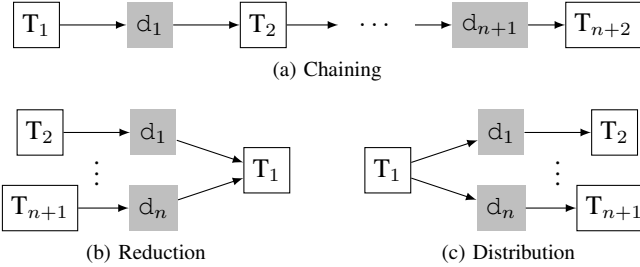 T₁ d₁ T₂ ⋯ dₙ₊₁ Tₙ₊₂
(a) Chaining
T₂ d₁ T₁
⋮
Tₙ₊₁ dₙ
(b) Reduction
T₁ d₁ T₂
⋮
dₙ Tₙ₊₁
(c) Distribution